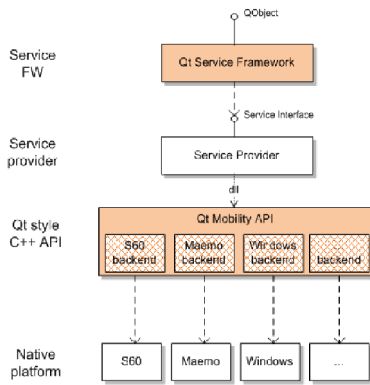 QObject
Service
FW
Qt Service Framework
Service Interface
Service
provider
Service Provider
dll
Qt style
C++ API
Qt Mobility API
S60
backend
Maemo
backend
Windows
backend
...
backend
Native
platform
S60
Maemo
Windows
...